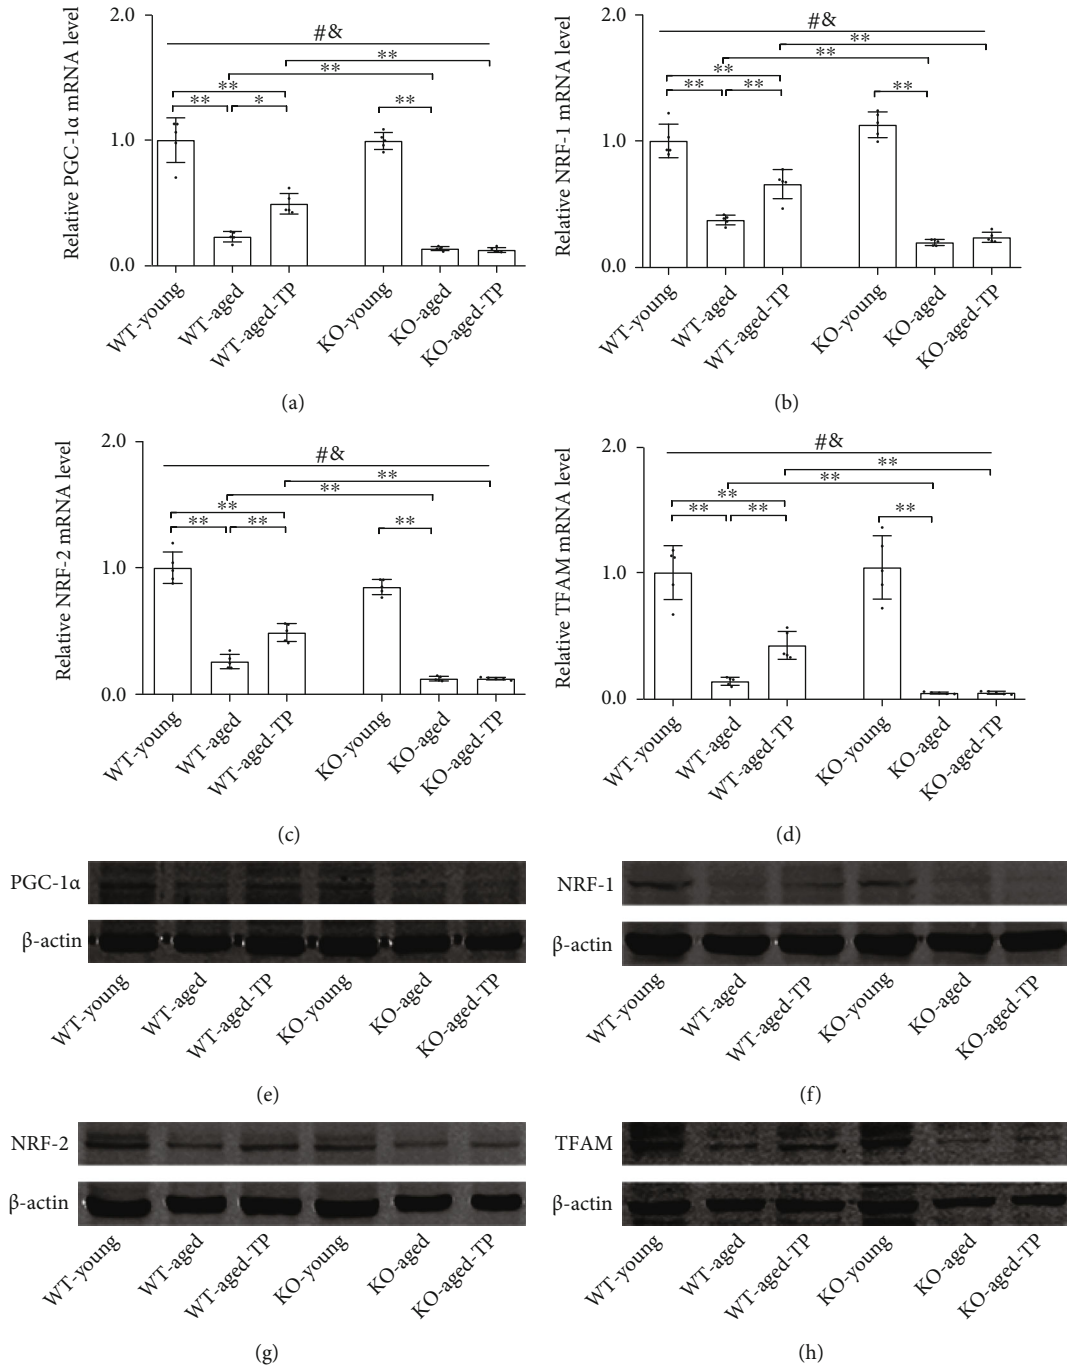 Relative PGC-1α mRNA level
2.0
1.0
0.0
#&
**
**
**
**
*
**
WT-young
WT-aged
WT-aged-TP
KO-young
KO-aged
KO-aged-TP
(a)
Relative NRF-1 mRNA level
2.0
1.0
0.0
#&
**
**
**
**
**
**
WT-young
WT-aged
WT-aged-TP
KO-young
KO-aged
KO-aged-TP
(b)
Relative NRF-2 mRNA level
2.0
1.0
0.0
#&
**
**
**
**
**
**
WT-young
WT-aged
WT-aged-TP
KO-young
KO-aged
KO-aged-TP
(c)
Relative TFAM mRNA level
2.0
1.0
0.0
#&
**
**
**
**
**
**
WT-young
WT-aged
WT-aged-TP
KO-young
KO-aged
KO-aged-TP
(d)
PGC-1α
β-actin
WT-young
WT-aged
WT-aged-TP
KO-young
KO-aged
KO-aged-TP
(e)
NRF-1
β-actin
WT-young
WT-aged
WT-aged-TP
KO-young
KO-aged
KO-aged-TP
(f)
NRF-2
β-actin
WT-young
WT-aged
WT-aged-TP
KO-young
KO-aged
KO-aged-TP
(g)
TFAM
β-actin
WT-young
WT-aged
WT-aged-TP
KO-young
KO-aged
KO-aged-TP
(h)